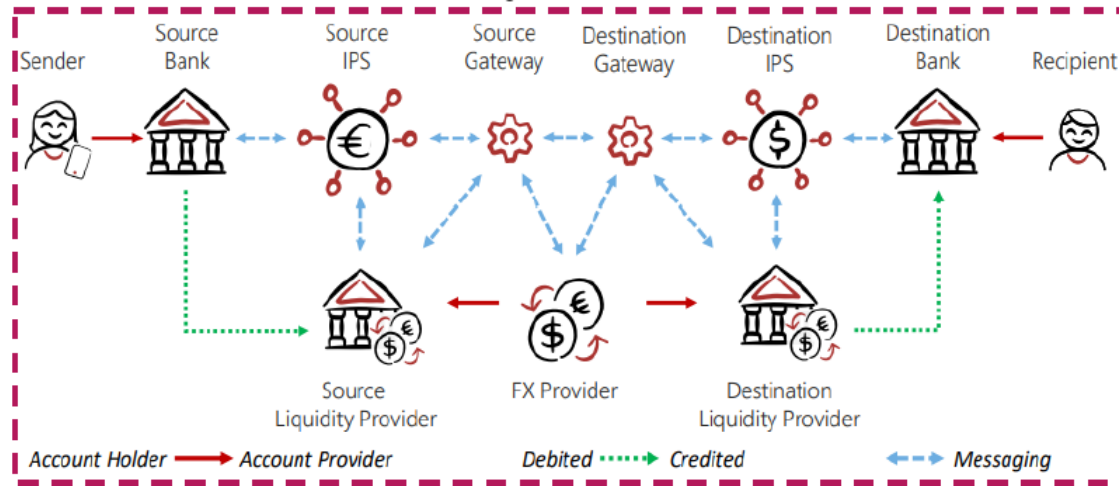 Sender
Source
Bank
Source
IPS
Source
Gateway
Destination
Gateway
Destination
IPS
Destination
Bank
Recipient
€
$
€
$
€
$
€
$
Source
Liquidity Provider
FX Provider
Destination
Liquidity Provider
Account Holder Account Provider
Debited Credited
Messaging